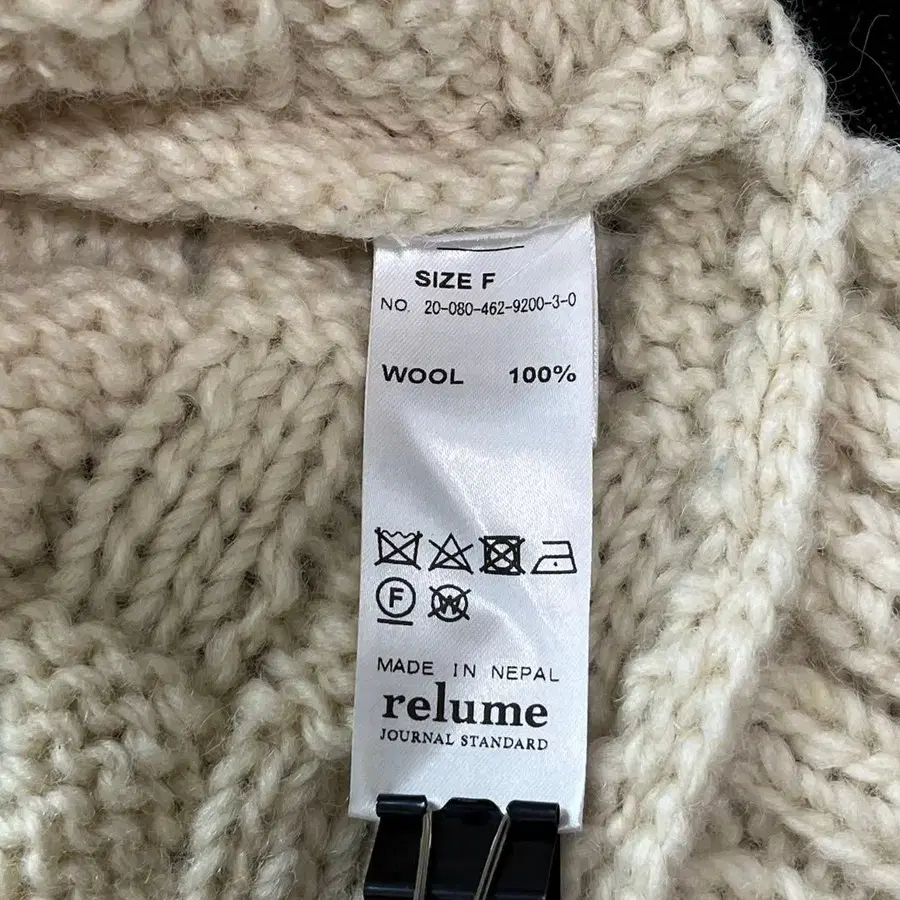 SIZE F
NO. 20-080-462-9200-3-0
WOOL 100%
F W
MADE IN NEPAL
relume
JOURNAL STANDARD